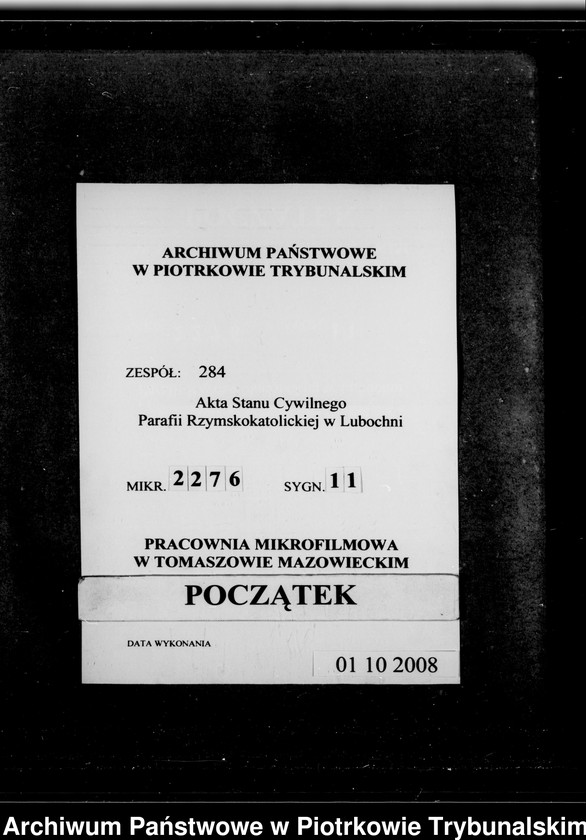 ARCHIWUM PAŃSTWOWE
W PIOTRKOWIE TRYBUNALSKIM
ZESPÓŁ: 284
Akta Stanu Cywilnego
Parafii Rzymskokatolickiej w Lubochni
MIKR. 2276 SYGN. 11
PRACOWNIA MIKROFILMOWA
W TOMASZOWIE MAZOWIECKIM
POCZĄTEK
DATA WYKONANIA
01 10 2008
Archiwum Państwowe w Piotrkowie Trybunalskim